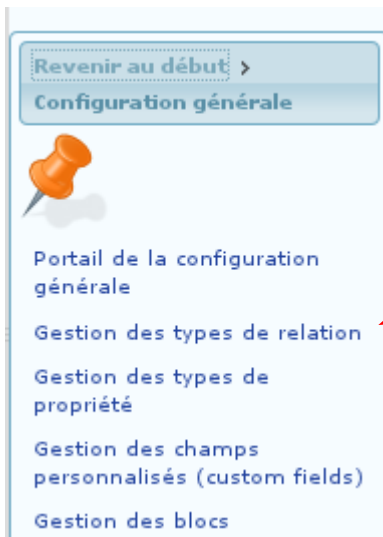 Revenir au début >
Configuration générale
Portail de la configuration
générale
Gestion des types de relation
Gestion des types de
propriété
Gestion des champs
personnalisés (custom fields)
Gestion des blocs